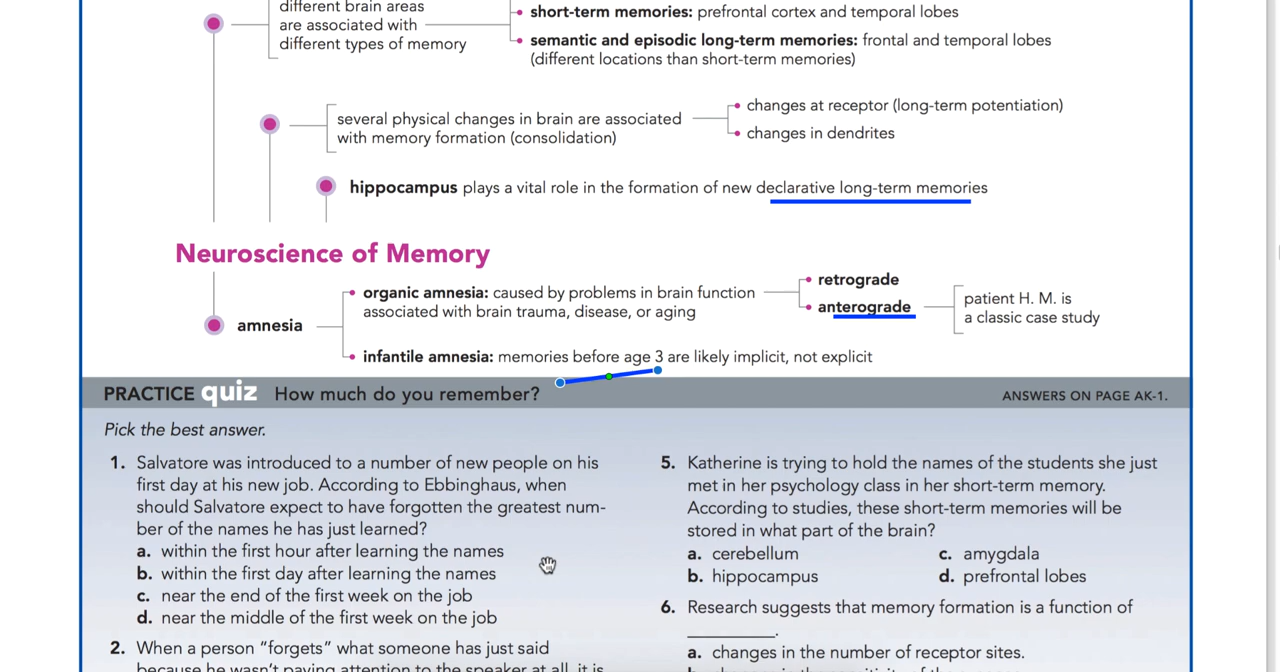 different brain areas
are associated with
different types of memory
short-term memories: prefrontal cortex and temporal lobes
semantic and episodic long-term memories: frontal and temporal lobes
(different locations than short-term memories)
several physical changes in brain are associated
with memory formation (consolidation)
changes at receptor (long-term potentiation)
changes in dendrites
hippocampus plays a vital role in the formation of new declarative long-term memories
Neuroscience of Memory
amnesia
organic amnesia: caused by problems in brain function
associated with brain trauma, disease, or aging
retrograde
anterograde
patient H. M. is
a classic case study
infantile amnesia: memories before age 3 are likely implicit, not explicit
PRACTICE quiz How much do you remember?
ANSWERS ON PAGE AK-1.
Pick the best answer.
1. Salvatore was introduced to a number of new people on his
first day at his new job. According to Ebbinghaus, when
should Salvatore expect to have forgotten the greatest num-
ber of the names he has just learned?
a. within the first hour after learning the names
b. within the first day after learning the names
c. near the end of the first week on the job
d. near the middle of the first week on the job
2. When a person "forgets" what someone has just said
because he wasn't paying attention to the speaker at all, it is
5. Katherine is trying to hold the names of the students she just
met in her psychology class in her short-term memory.
According to studies, these short-term memories will be
stored in what part of the brain?
a. cerebellum
b. hippocampus
c. amygdala
d. prefrontal lobes
6. Research suggests that memory formation is a function of
__________.
a. changes in the number of receptor sites.